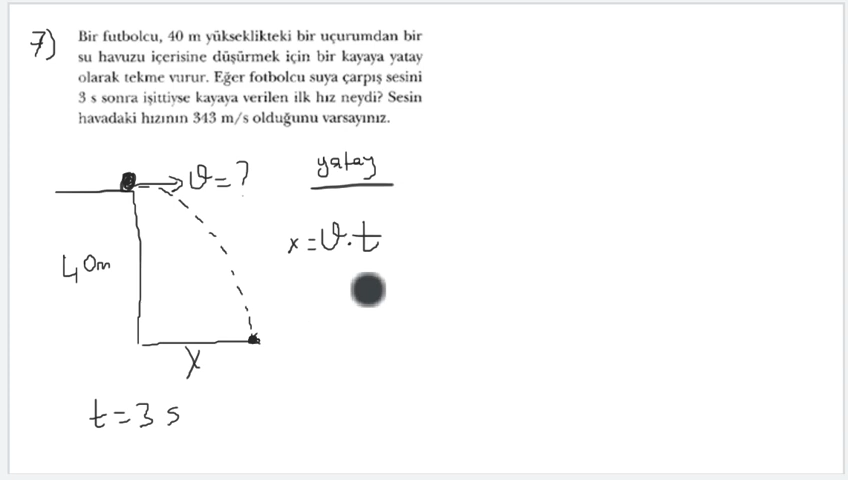 7)
Bir futbolcu, 40 m yükseklikteki bir uçurumdan bir
su havuzu içerisine düşürmek için bir kayaya yatay
olarak tekme vurur. Eğer fotbolcu suya çarpış sesini
3 s sonra işittiyse kayaya verilen ilk hız neydi? Sesin
havadaki hızının 343 m/s olduğunu varsayınız.
ϑ=?
yatay
x=ϑ.t
40m
x
t=3 s